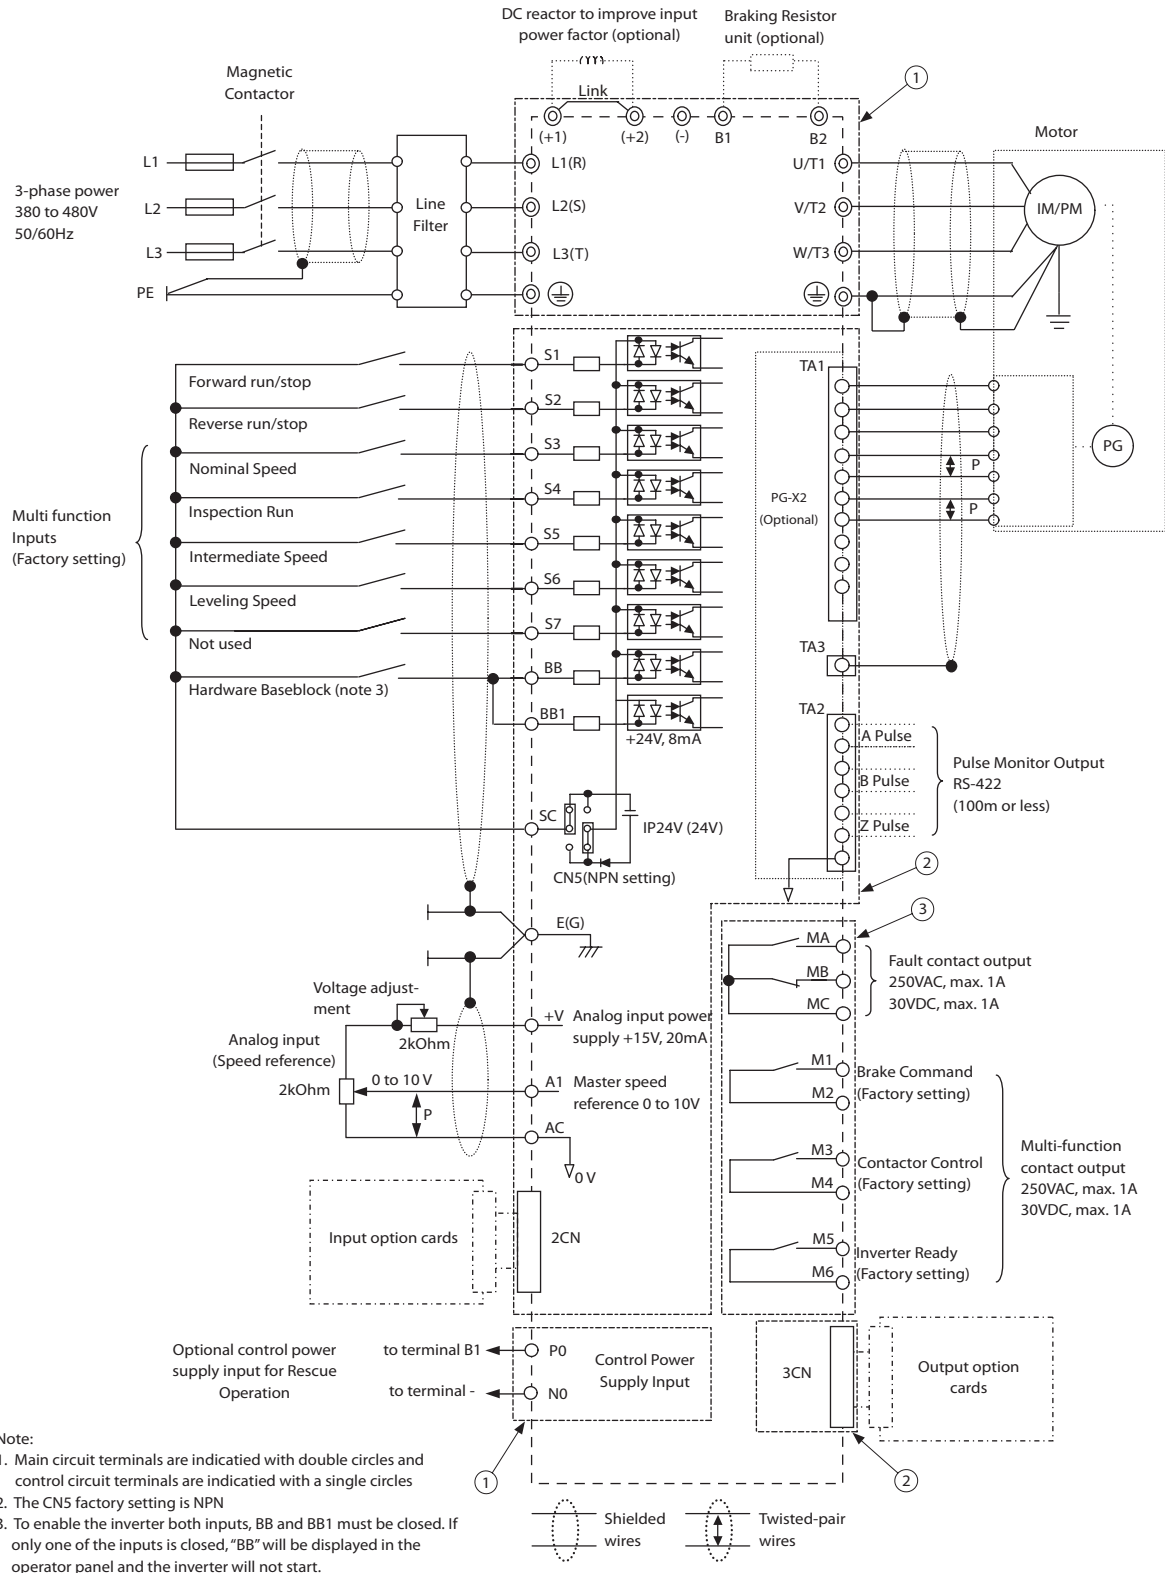 DC reactor to improve input
power factor (optional)
Braking Resistor
unit (optional)
Magnetic
Contactor
Link
1
(+1)
(+2)
(-)
B1
B2
Motor
L1
L1(R)
U/T1
3-phase power
380 to 480V
50/60Hz
L2
Line
Filter
L2(S)
V/T2
IM/PM
L3
L3(T)
W/T3
PE
S1
TA1
Forward run/stop
S2
Reverse run/stop
S3
PG
Nominal Speed
P
S4
Inspection Run
PG-X2
(Optional)
P
Multi function
Inputs
(Factory setting)
S5
Intermediate Speed
S6
Leveling Speed
S7
Not used
TA3
BB
Hardware Baseblock (note 3)
BB1
TA2
+24V, 8mA
A Pulse
B Pulse
Z Pulse
Pulse Monitor Output
RS-422
(100m or less)
SC
IP24V (24V)
CN5(NPN setting)
2
3
E(G)
MA
MB
MC
Fault contact output
250VAC, max. 1A
30VDC, max. 1A
Voltage adjust-
ment
2kOhm
+V
Analog input power
supply +15V, 20mA
Analog input
(Speed reference)
2kOhm
0 to 10 V
A1
Master speed
reference 0 to 10V
P
AC
0 V
M1
M2
Brake Command
(Factory setting)
M3
M4
Contactor Control
(Factory setting)
M5
M6
Inverter Ready
(Factory setting)
Multi-function
contact output
250VAC, max. 1A
30VDC, max. 1A
Input option cards
2CN
Optional control power
supply input for Rescue
Operation
to terminal B1
P0
to terminal -
N0
Control Power
Supply Input
3CN
Output option
cards
1
2
Note:
1. Main circuit terminals are indicatied with double circles and
control circuit terminals are indicatied with a single circles
2. The CN5 factory setting is NPN
3. To enable the inverter both inputs, BB and BB1 must be closed. If
only one of the inputs is closed, “BB” will be displayed in the
operator panel and the inverter will not start.
Shielded
wires
Twisted-pair
wires